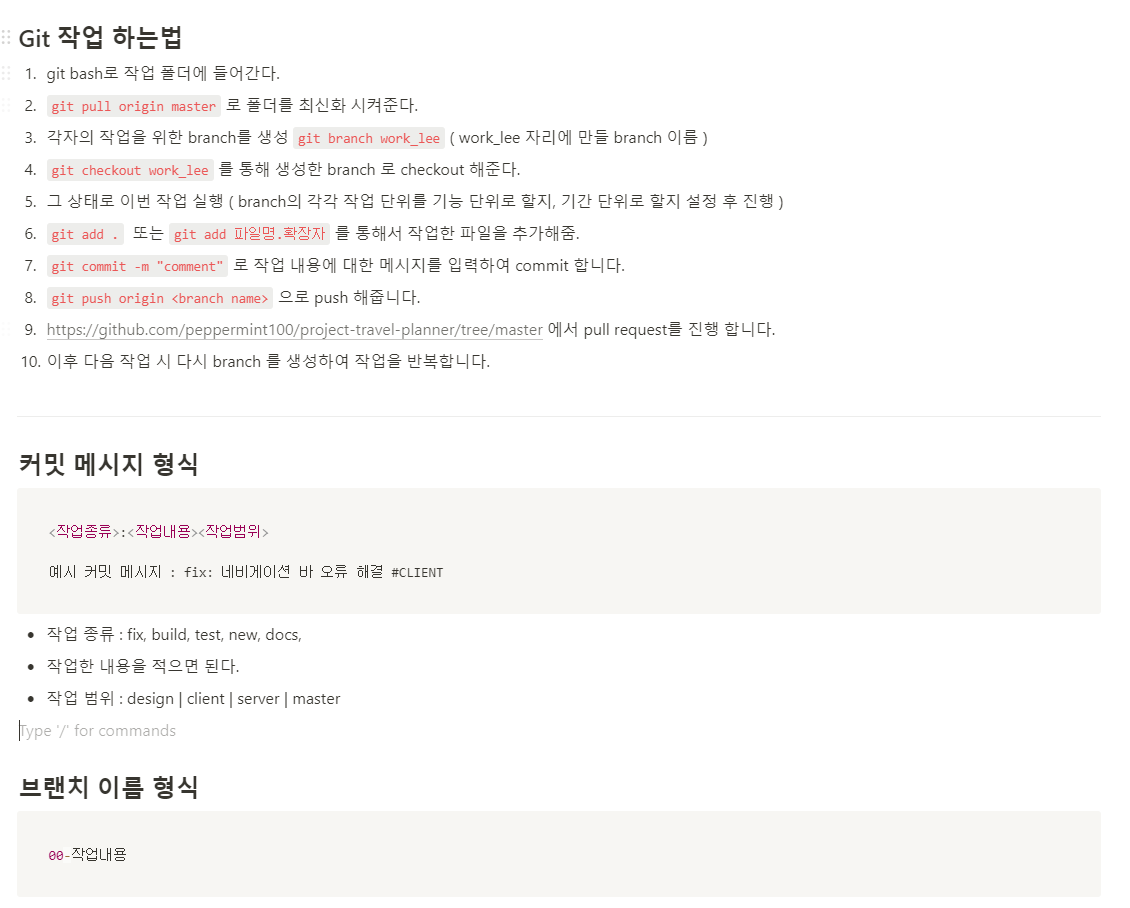 Git 작업 하는법
1. git bash로 작업 폴더에 들어간다.
2. git pull origin master 로 폴더를 최신화 시켜준다.
3. 각자의 작업을 위한 branch를 생성 git branch work_lee ( work_lee 자리에 만들 branch 이름 )
4. git checkout work_lee 를 통해 생성한 branch 로 checkout 해준다.
5. 그 상태로 이번 작업 실행 ( branch의 각각 작업 단위를 기능 단위로 할지, 기간 단위로 할지 설정 후 진행 )
6. git add . 또는 git add 파일명.확장자 를 통해서 작업한 파일을 추가해줌.
7. git commit -m "comment" 로 작업 내용에 대한 메시지를 입력하여 commit 합니다.
8. git push origin <branch name> 으로 push 해줍니다.
9. https://github.com/peppermint100/project-travel-planner/tree/master 에서 pull request를 진행 합니다.
10. 이후 다음 작업 시 다시 branch 를 생성하여 작업을 반복합니다.
커밋 메시지 형식
<작업종류>:<작업내용><작업범위>
예시 커밋 메시지 : fix: 네비게이션 바 오류 해결 #CLIENT
• 작업 종류 : fix, build, test, new, docs,
• 작업한 내용을 적으면 된다.
• 작업 범위 : design | client | server | master
Type '/' for commands
브랜치 이름 형식
00-작업내용